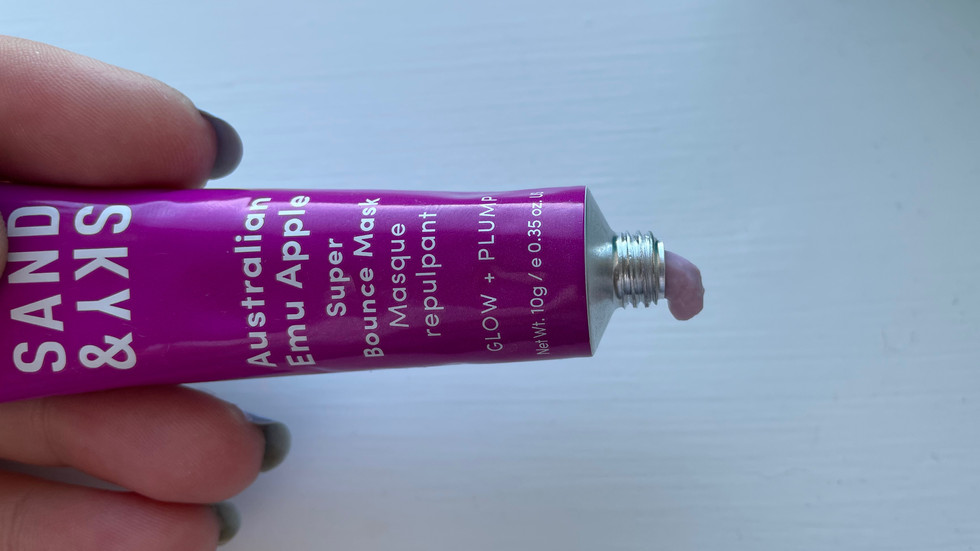 SAND
& SKY
Australian
Emu Apple
Super
Bounce Mask
Masque
repulpant
GLOW + PLUMP
Net Wt. 10g / e 0.35 oz.